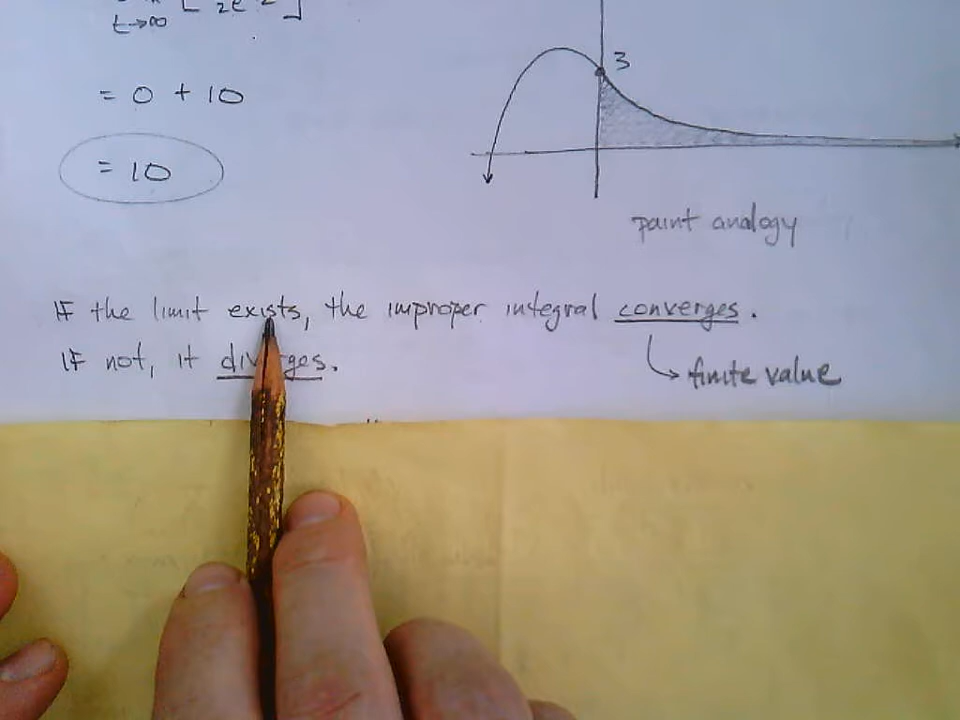 t→∞
= 0 + 10
= 10
3
paint analogy
IF the limit exists, the improper integral converges.
IF not, it diverges.
finite value